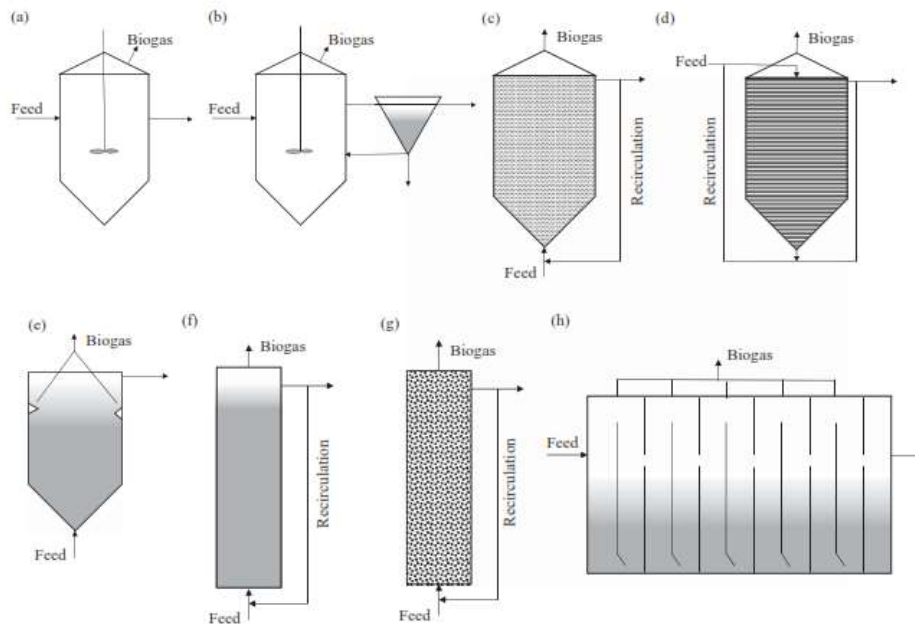 (a)
Biogas
Feed
(b)
Biogas
Feed
(c)
Biogas
Recirculation
Feed
(d)
Biogas
Feed
Recirculation
Recirculation
(e)
Biogas
Feed
(f)
Biogas
Recirculation
Feed
(g)
Biogas
Recirculation
Feed
(h)
Biogas
Feed